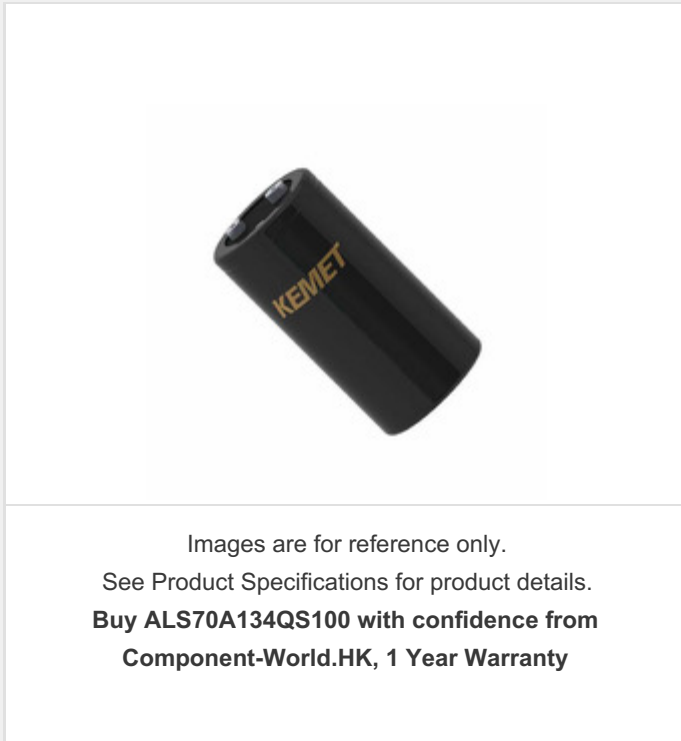 KEMET
Images are for reference only.
See Product Specifications for product details.
Buy ALS70A134QS100 with confidence from
Component-World.HK, 1 Year Warranty